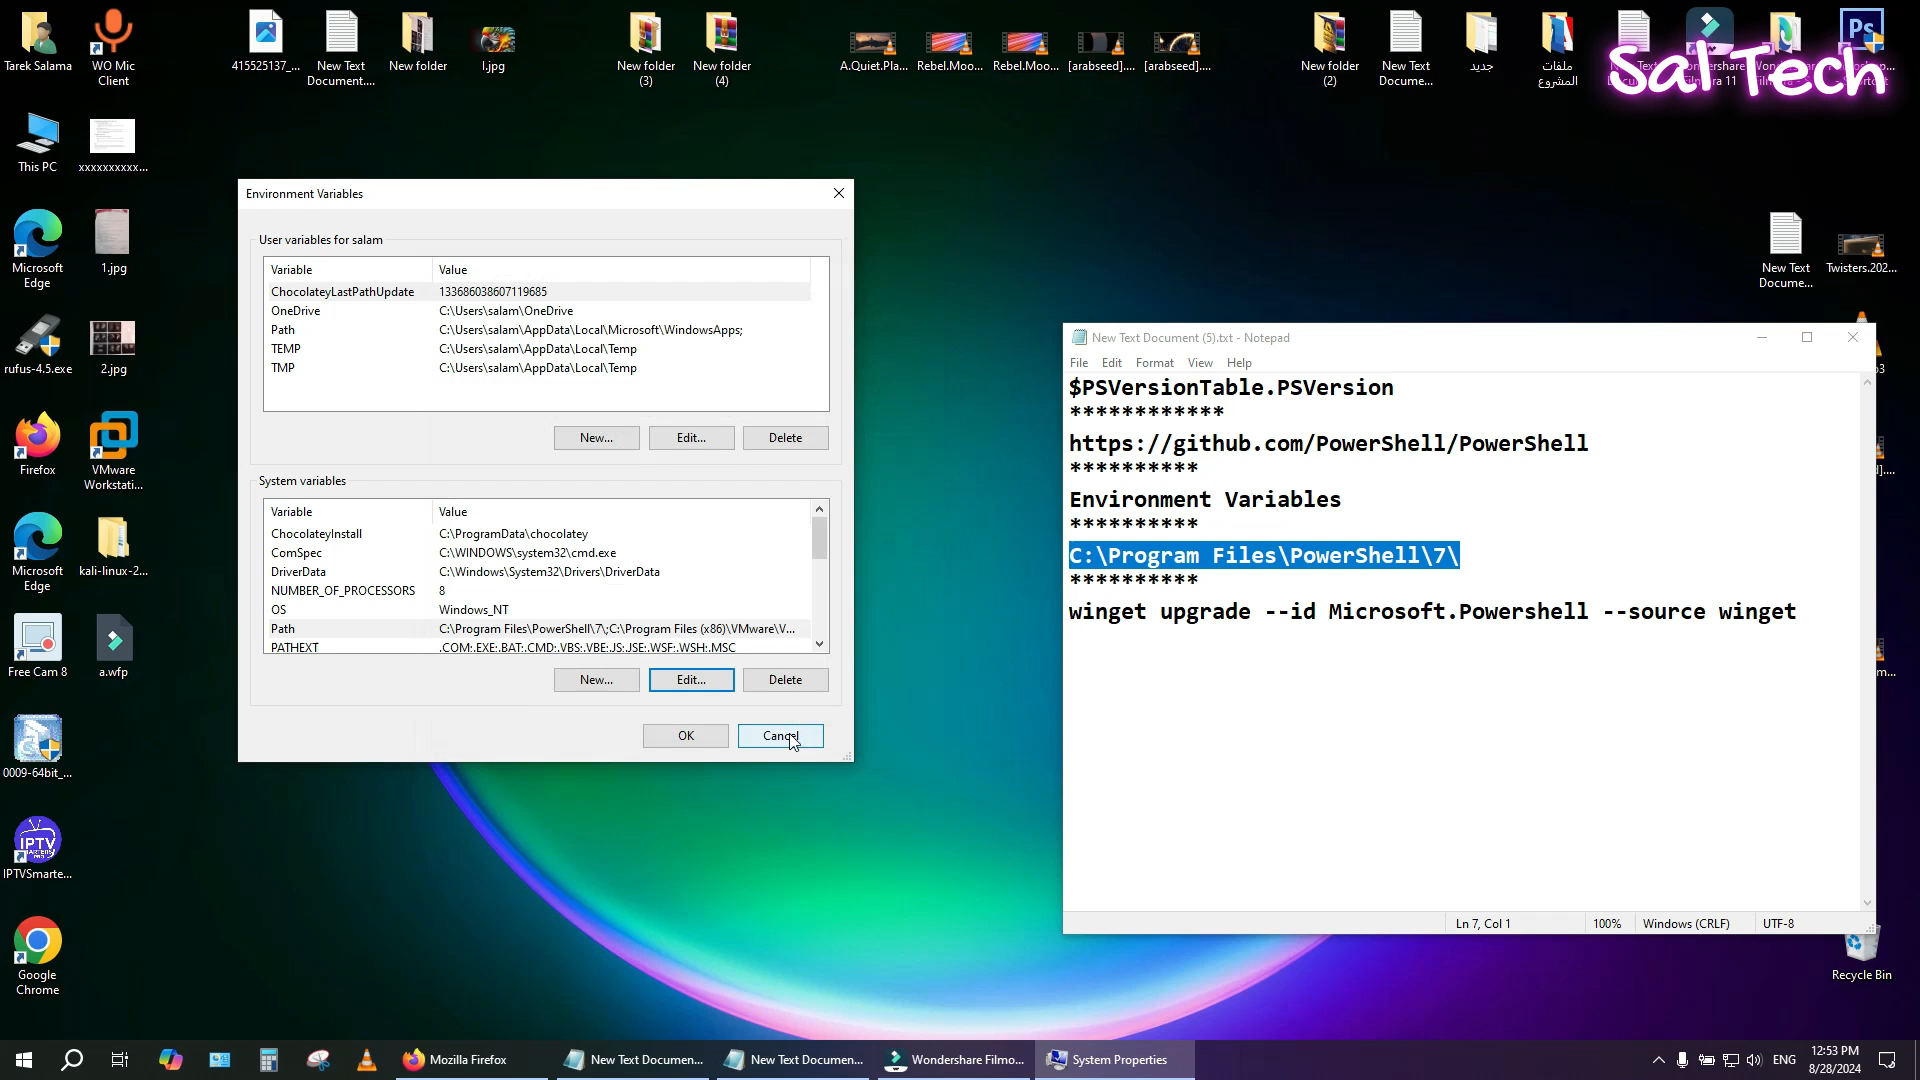 Tarek Salama
WO Mic
Client
415525137_...
New Text
Document....
New folder
I.jpg
New folder
(3)
New folder
(4)
A.Quiet.Pla...
Rebel.Moo...
Rebel.Moo...
[arabseed]....
[arabseed]....
New folder
(2)
New Text
Docume...
جديد
ملفات
المشروع
Sal Tech
This PC
xxxxxxxxxx...
Microsoft
Edge
1.jpg
New Text
Docume...
Twisters.202...
rufus-4.5.exe
2.jpg
Firefox
VMware
Workstati...
Microsoft
Edge
kali-linux-2...
Free Cam 8
a.wfp
0009-64bit_...
IPTV
IPTVSmarte...
Google
Chrome
Recycle Bin
Environment Variables
User variables for salam
Variable Value
ChocolateyLastPathUpdate 133686038607119685
OneDrive C:\Users\salam\OneDrive
Path C:\Users\salam\AppData\Local\Microsoft\WindowsApps;
TEMP C:\Users\salam\AppData\Local\Temp
TMP C:\Users\salam\AppData\Local\Temp
New... Edit... Delete
System variables
Variable Value
ChocolateyInstall C:\ProgramData\chocolatey
ComSpec C:\WINDOWS\system32\cmd.exe
DriverData C:\Windows\System32\Drivers\DriverData
NUMBER_OF_PROCESSORS 8
OS Windows_NT
Path C:\Program Files\PowerShell\7\;C:\Program Files (x86)\VMware\V...
PATHEXT .COM;.EXE;.BAT;.CMD;.VBS;.VBE;.JS;.JSE;.WSF;.WSH;.MSC
New... Edit... Delete
OK Cancel
New Text Document (5).txt - Notepad
File Edit Format View Help
$PSVersionTable.PSVersion
************
https://github.com/PowerShell/PowerShell
**********
Environment Variables
**********
C:\Program Files\PowerShell\7\
**********
winget upgrade --id Microsoft.Powershell --source winget
Ln 7, Col 1 100% Windows (CRLF) UTF-8
Mozilla Firefox New Text Documen... New Text Documen... Wondershare Filmo... System Properties
ENG
12:53 PM
8/28/2024